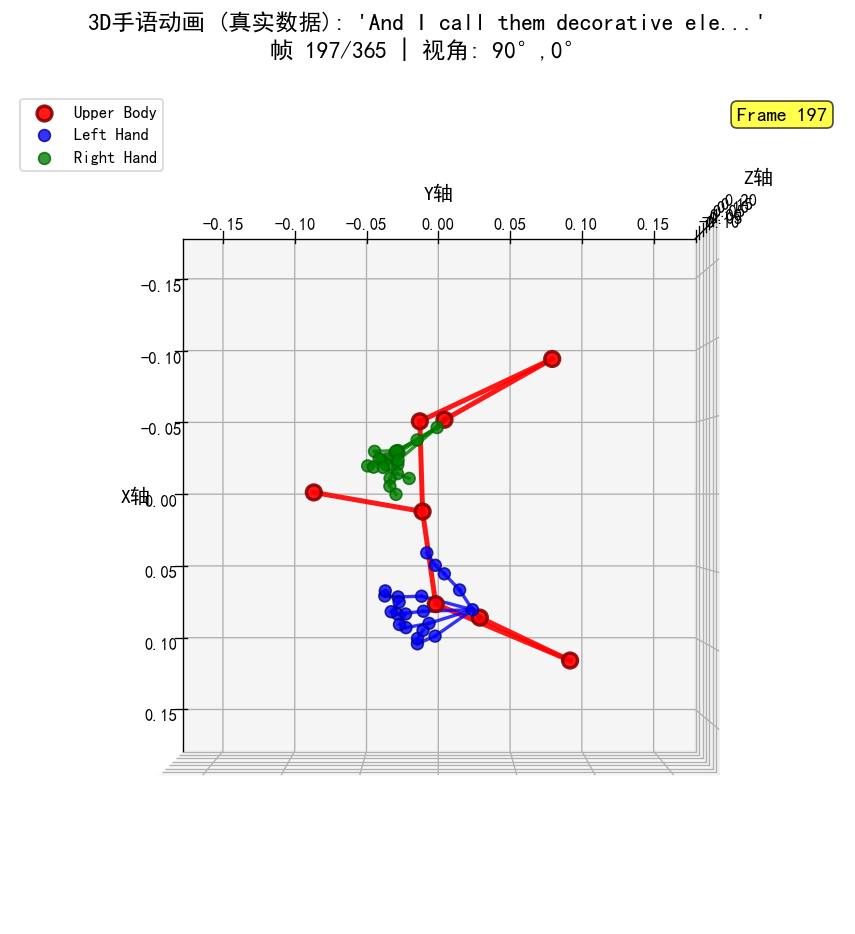 3D手语动画 (真实数据): 'And I call them decorative ele...'
帧 197/365 | 视角: 90°,0°
Upper Body
Left Hand
Right Hand
Frame 197
Z轴
Y轴
-0.15 -0.10 -0.05 0.00 0.05 0.10 0.15
-0.15
-0.10
-0.05
X轴
0.00
0.05
0.10
0.15